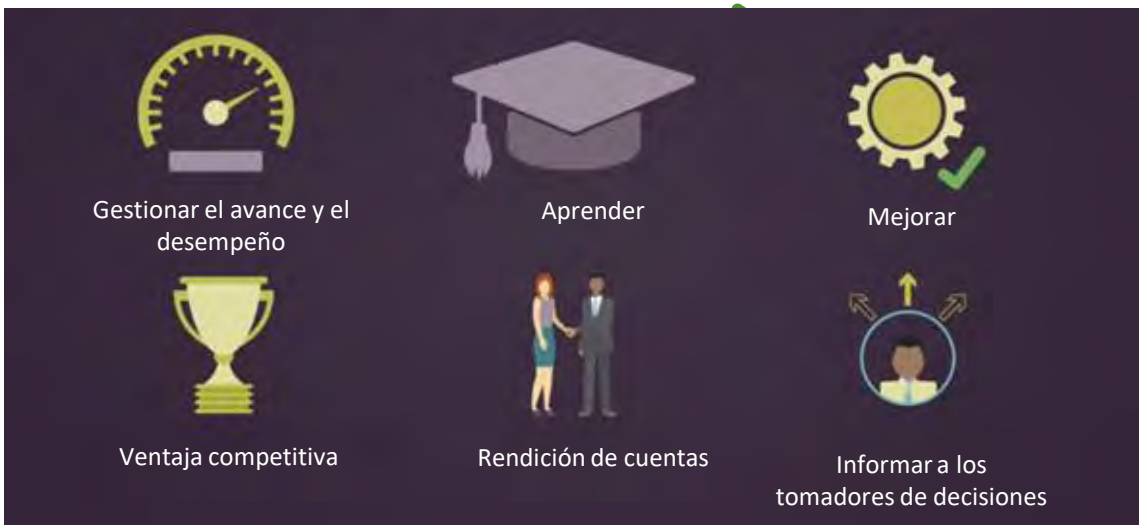 Gestionar el avance y el
desempeño
Aprender
Mejorar
Ventaja competitiva
Rendición de cuentas
Informar a los
tomadores de decisiones